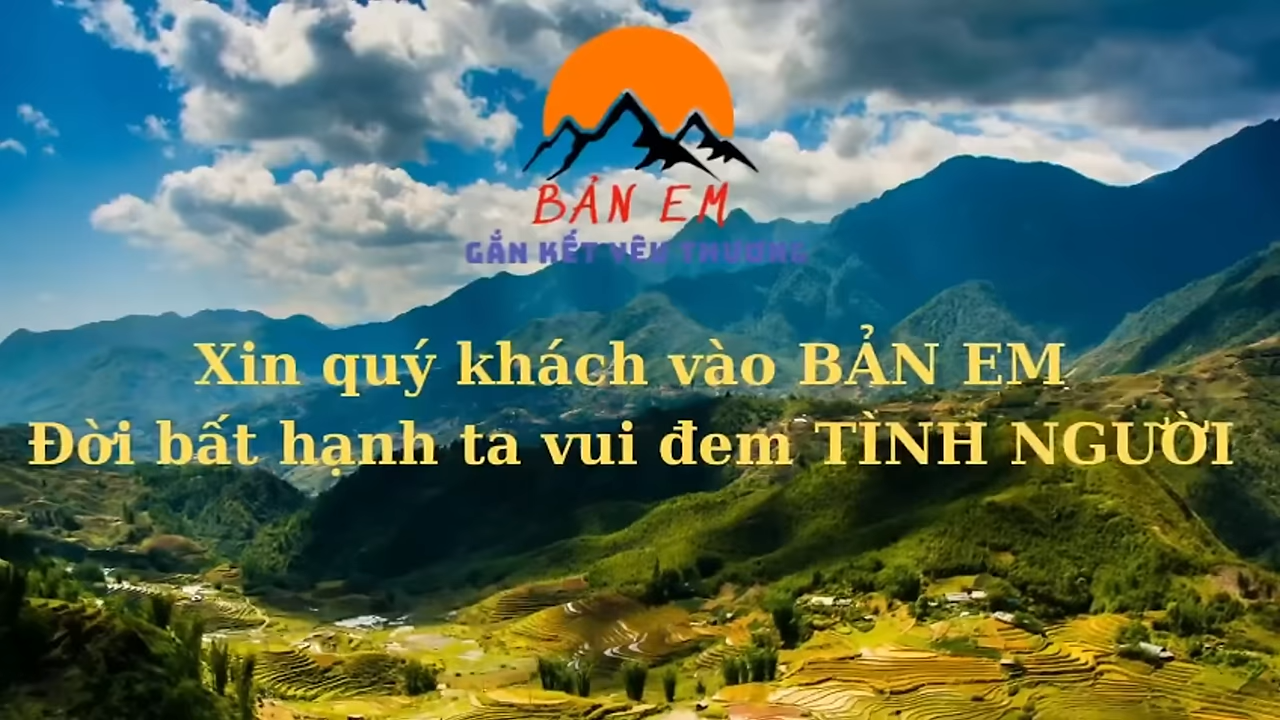 BẢN EM
GẮN KẾT YÊU THƯƠNG
Xin quý khách vào BẢN EM
Đời bất hạnh ta vui đem TÌNH NGƯỜI